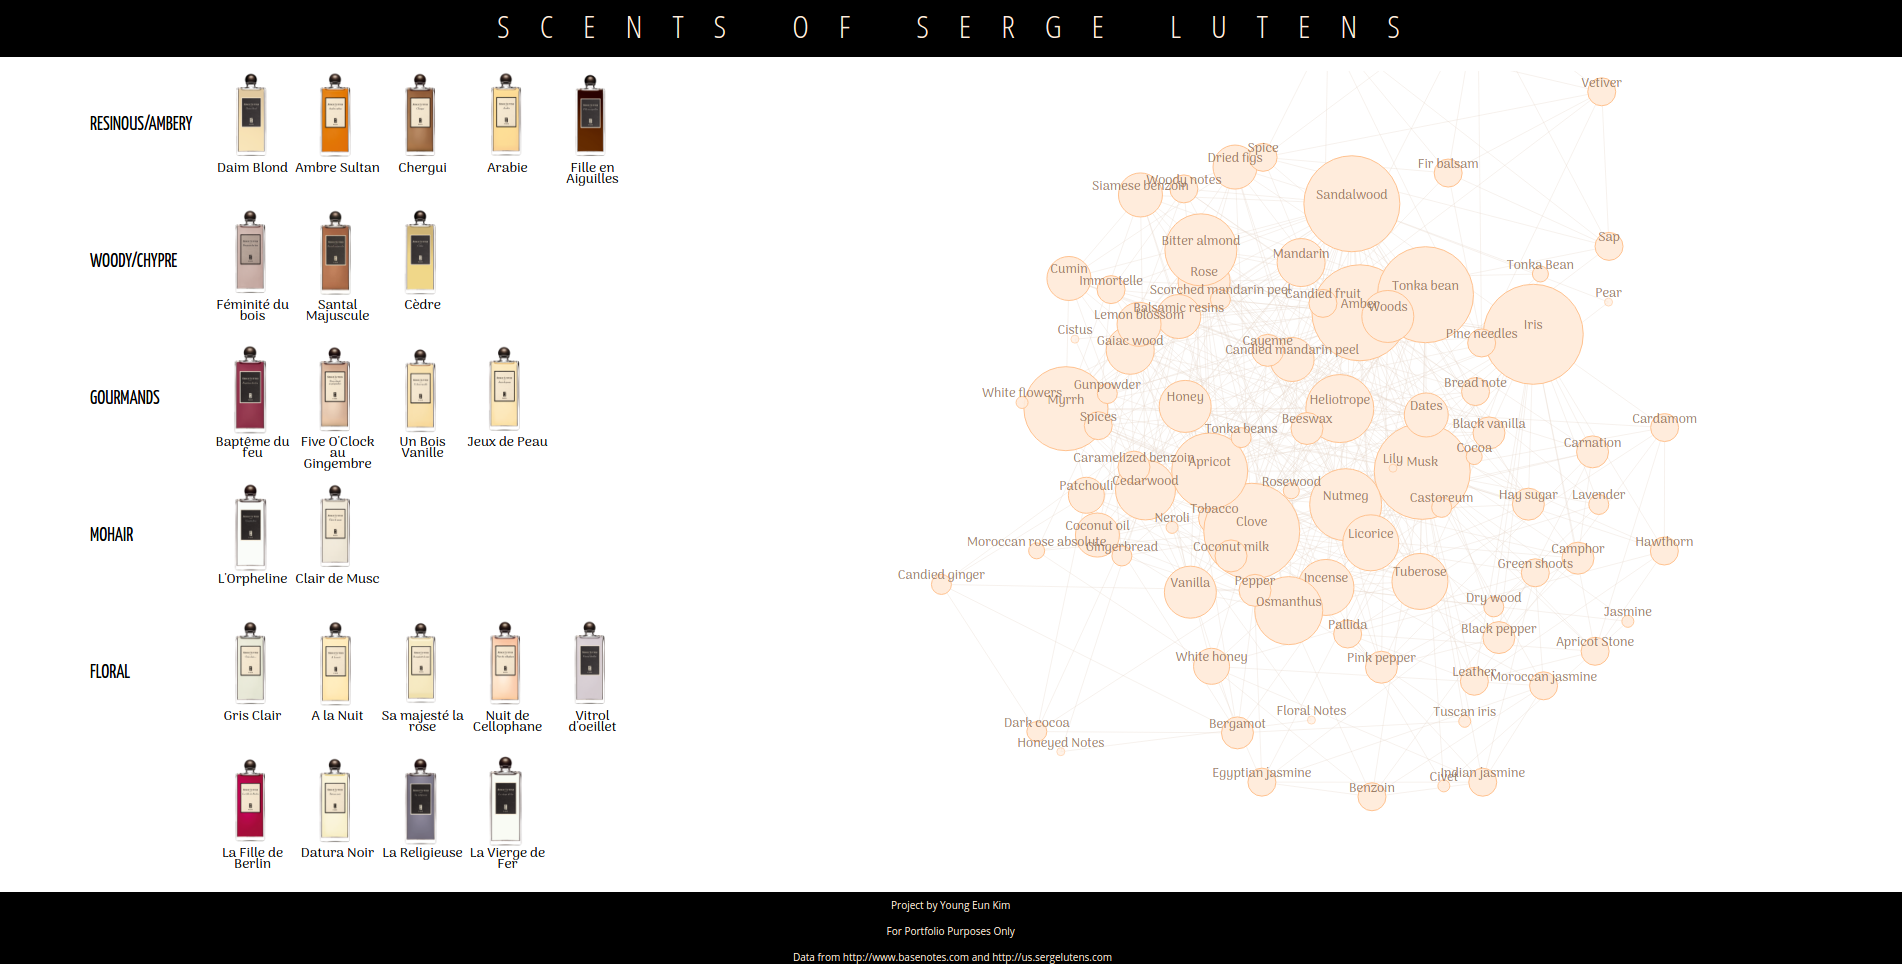 SCENTS OF SERGE LUTENS
RESINOUS/AMBERY
Daim Blond
Ambre Sultan
Chergui
Arabie
Fille en
Aiguilles
WOODY/CHYPRE
Féminité du
bois
Santal
Majuscule
Cèdre
GOURMANDS
Baptême du
feu
Five O'Clock
au
Gingembre
Un Bois
Vanille
Jeux de Peau
MOHAIR
L'Orpheline
Clair de Musc
FLORAL
Gris Clair
A la Nuit
Sa majesté la
rose
Nuit de
Cellophane
Vitrol
d'oeillet
La Fille de
Berlin
Datura Noir
La Religieuse
La Vierge de
Fer
Vetiver
Spice
Dried figs
Fir balsam
Woody notes
Siamese benzoin
Sandalwood
Bitter almond
Sap
Mandarin
Tonka Bean
Cumin
Rose
Immortelle
Tonka bean
Scorched mandarin peel
Candied fruit
Pear
Amber
Woods
Balsamic resins
Lemon blossom
Iris
Cistus
Pine needles
Gaiac wood
Cayenne
Candied mandarin peel
Bread note
Gunpowder
White flowers
Myrrh
Honey
Heliotrope
Dates
Spices
Beeswax
Cardamom
Black vanilla
Tonka beans
Carnation
Cocoa
Caramelized benzoin
Apricot
Lily
Musk
Cedarwood
Rosewood
Patchouli
Nutmeg
Castoreum
Hay sugar
Lavender
Tobacco
Neroli
Clove
Coconut oil
Licorice
Moroccan rose absolute
Gingerbread
Coconut milk
Camphor
Hawthorn
Green shoots
Candied ginger
Vanilla
Pepper
Incense
Tuberose
Osmanthus
Dry wood
Jasmine
Pallida
Black pepper
Apricot Stone
White honey
Pink pepper
Leather
Moroccan jasmine
Floral Notes
Tuscan iris
Dark cocoa
Bergamot
Honeyed Notes
Egyptian jasmine
Civet
Indian jasmine
Benzoin
Project by Young Eun Kim
For Portfolio Purposes Only
Data from http://www.basenotes.com and http://us.sergelutens.com